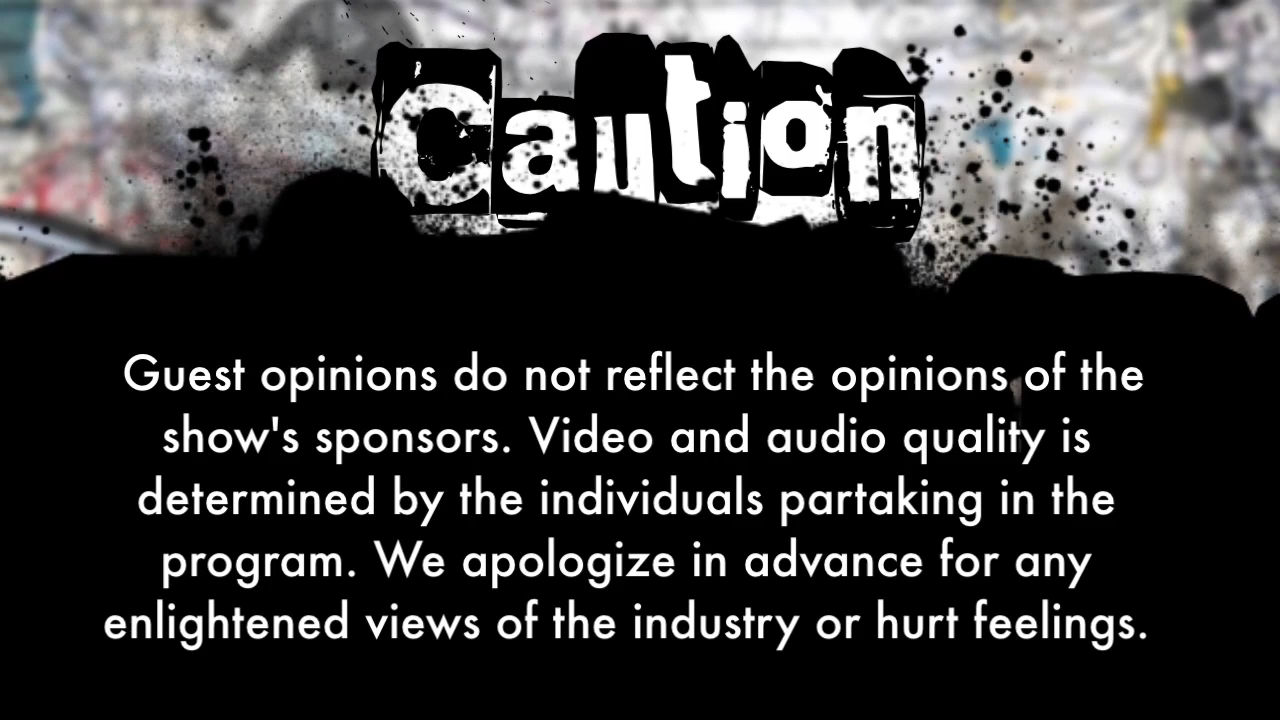 Caution
Guest opinions do not reflect the opinions of the
show's sponsors. Video and audio quality is
determined by the individuals partaking in the
program. We apologize in advance for any
enlightened views of the industry or hurt feelings.